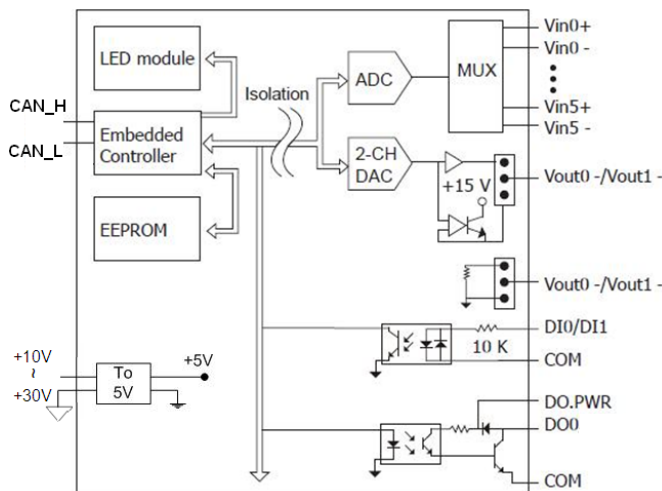 LED module
CAN_H
CAN_L
Embedded
Controller
EEPROM
Isolation
ADC
MUX
Vin0+
Vin0 -
Vin5+
Vin5 -
2-CH
DAC
+15 V
Vout0 -/Vout1 -
Vout0 -/Vout1 -
DI0/DI1
10 K
COM
+10V
~
+30V
To
5V
+5V
DO.PWR
DO0
COM